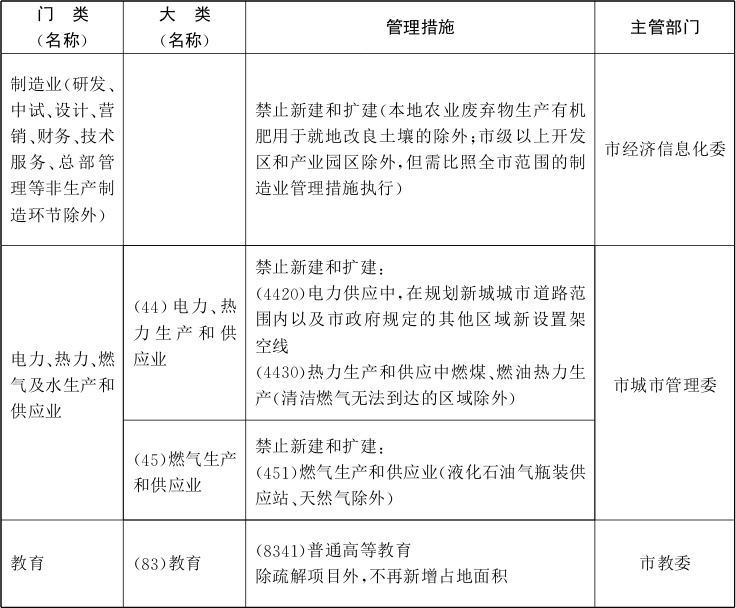 门 类
（名称）
大 类
（名称）
管理措施
主管部门
制造业（研发、
中试、设计、营
销、财务、技术
服务、总部管
理等非生产制
造环节除外）
禁止新建和扩建（本地农业废弃物生产有机
肥用于就地改良土壤的除外；市级以上开发
区和产业园区除外，但需比照全市范围的制
造业管理措施执行）
市经济信息化委
电力、热力、燃
气及水生产和
供应业
（44）电力、热
力生产和供
应业
禁止新建和扩建：
（4420）电力供应中，在规划新城城市道路范
围内以及市政府规定的其他区域新设置架
空线
（4430）热力生产和供应中燃煤、燃油热力生
产（清洁燃气无法到达的区域除外）
市城市管理委
（45）燃气生产
和供应业
禁止新建和扩建：
（451）燃气生产和供应业（液化石油气瓶装供
应站、天然气除外）
教育
（83）教育
（8341）普通高等教育
除疏解项目外，不再新增占地面积
市教委